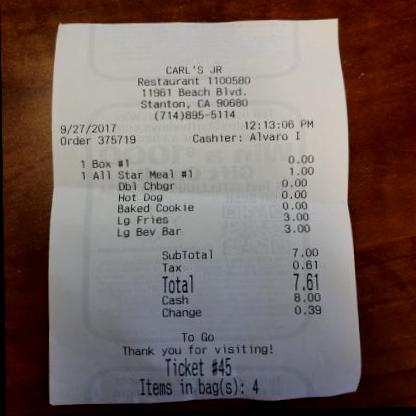 CARL'S JR
Restaurant 1100580
11961 Beach Blvd.
Stanton, CA 90680
(714)895-5114
9/27/2017 12:13:06 PM
Order 375719 Cashier: Alvaro I
1 Box #1 0.00
1 All Star Meal #1 1.00
Dbl Chbgr 0.00
Hot Dog 0.00
Baked Cookie 0.00
Lg Fries 3.00
Lg Bev Bar 3.00
SubTotal 7.00
Tax 0.61
Total 7.61
Cash 8.00
Change 0.39
To Go
Thank you for visiting!
Ticket #45
Items in bag(s): 4